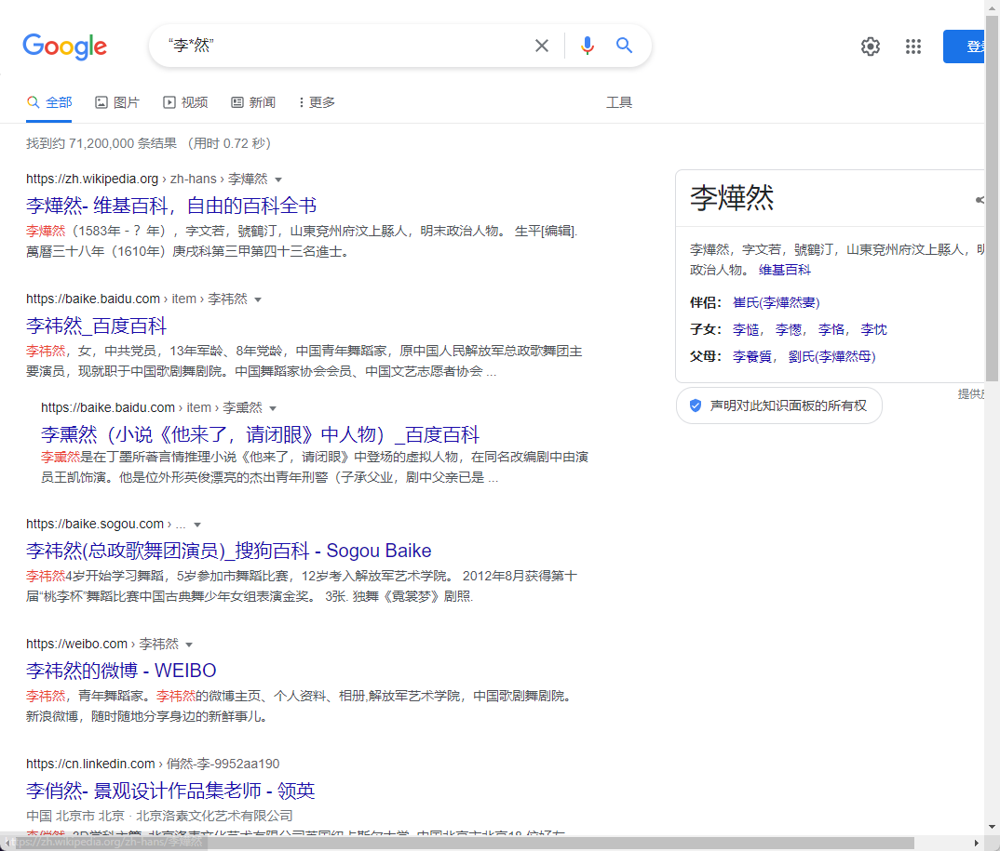 Google
“李*然”
登
全部
图片
视频
新闻
更多
工具
找到约 71,200,000 条结果 （用时 0.72 秒）
https://zh.wikipedia.org › zh-hans › 李燁然
李燁然- 维基百科，自由的百科全书
李燁然（1583年 - ？年），字文若，號鶴汀，山東兗州府汶上縣人，明末政治人物。 生平[编辑].
萬曆三十八年（1610年）庚戌科第三甲第四十三名進士。
https://baike.baidu.com › item › 李祎然
李祎然_百度百科
李祎然，女，中共党员，13年军龄、8年党龄，中国青年舞蹈家，原中国人民解放军总政歌舞团主
要演员，现就职于中国歌剧舞剧院。中国舞蹈家协会会员、中国文艺志愿者协会 ...
https://baike.baidu.com › item › 李熏然
李熏然（小说《他来了，请闭眼》中人物）_百度百科
李熏然是在丁墨所著言情推理小说《他来了，请闭眼》中登场的虚拟人物，在同名改编剧中由演
员王凯饰演。他是位外形英俊漂亮的杰出青年刑警（子承父业，剧中父亲已是 ...
https://baike.sogou.com › ...
李祎然(总政歌舞团演员)_搜狗百科 - Sogou Baike
李祎然4岁开始学习舞蹈，5岁参加市舞蹈比赛，12岁考入解放军艺术学院。 2012年8月获得第十
届“桃李杯”舞蹈比赛中国古典舞少年女组表演金奖。 3张. 独舞《霓裳梦》剧照.
https://weibo.com › 李祎然
李祎然的微博 - WEIBO
李祎然，青年舞蹈家。李祎然的微博主页、个人资料、相册,解放军艺术学院，中国歌剧舞剧院。
新浪微博，随时随地分享身边的新鲜事儿。
https://cn.linkedin.com › 俏然-李-9952aa190
李俏然- 景观设计作品集老师 - 领英
中国 北京市 北京 · 北京洛素文化艺术有限公司
https://zh.wikipedia.org/zh-hans/李燁然
李燁然
李燁然，字文若，號鶴汀，山東兗州府汶上縣人，明
政治人物。 维基百科
伴侣： 崔氏(李燁然妻)
子女： 李憽， 李𢠸， 李恪， 李忱
父母： 李養質， 劉氏(李燁然母)
提供反
声明对此知识面板的所有权